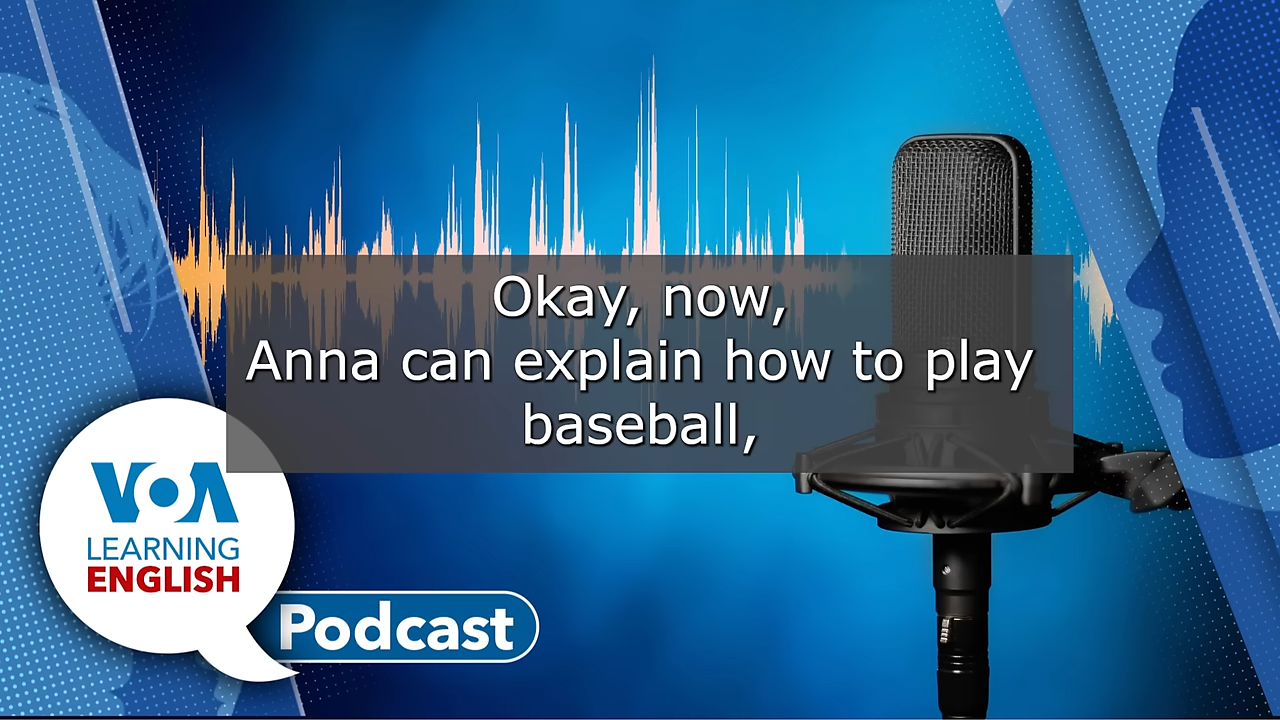 Okay, now,
Anna can explain how to play
baseball,
VOA
LEARNING
ENGLISH
Podcast